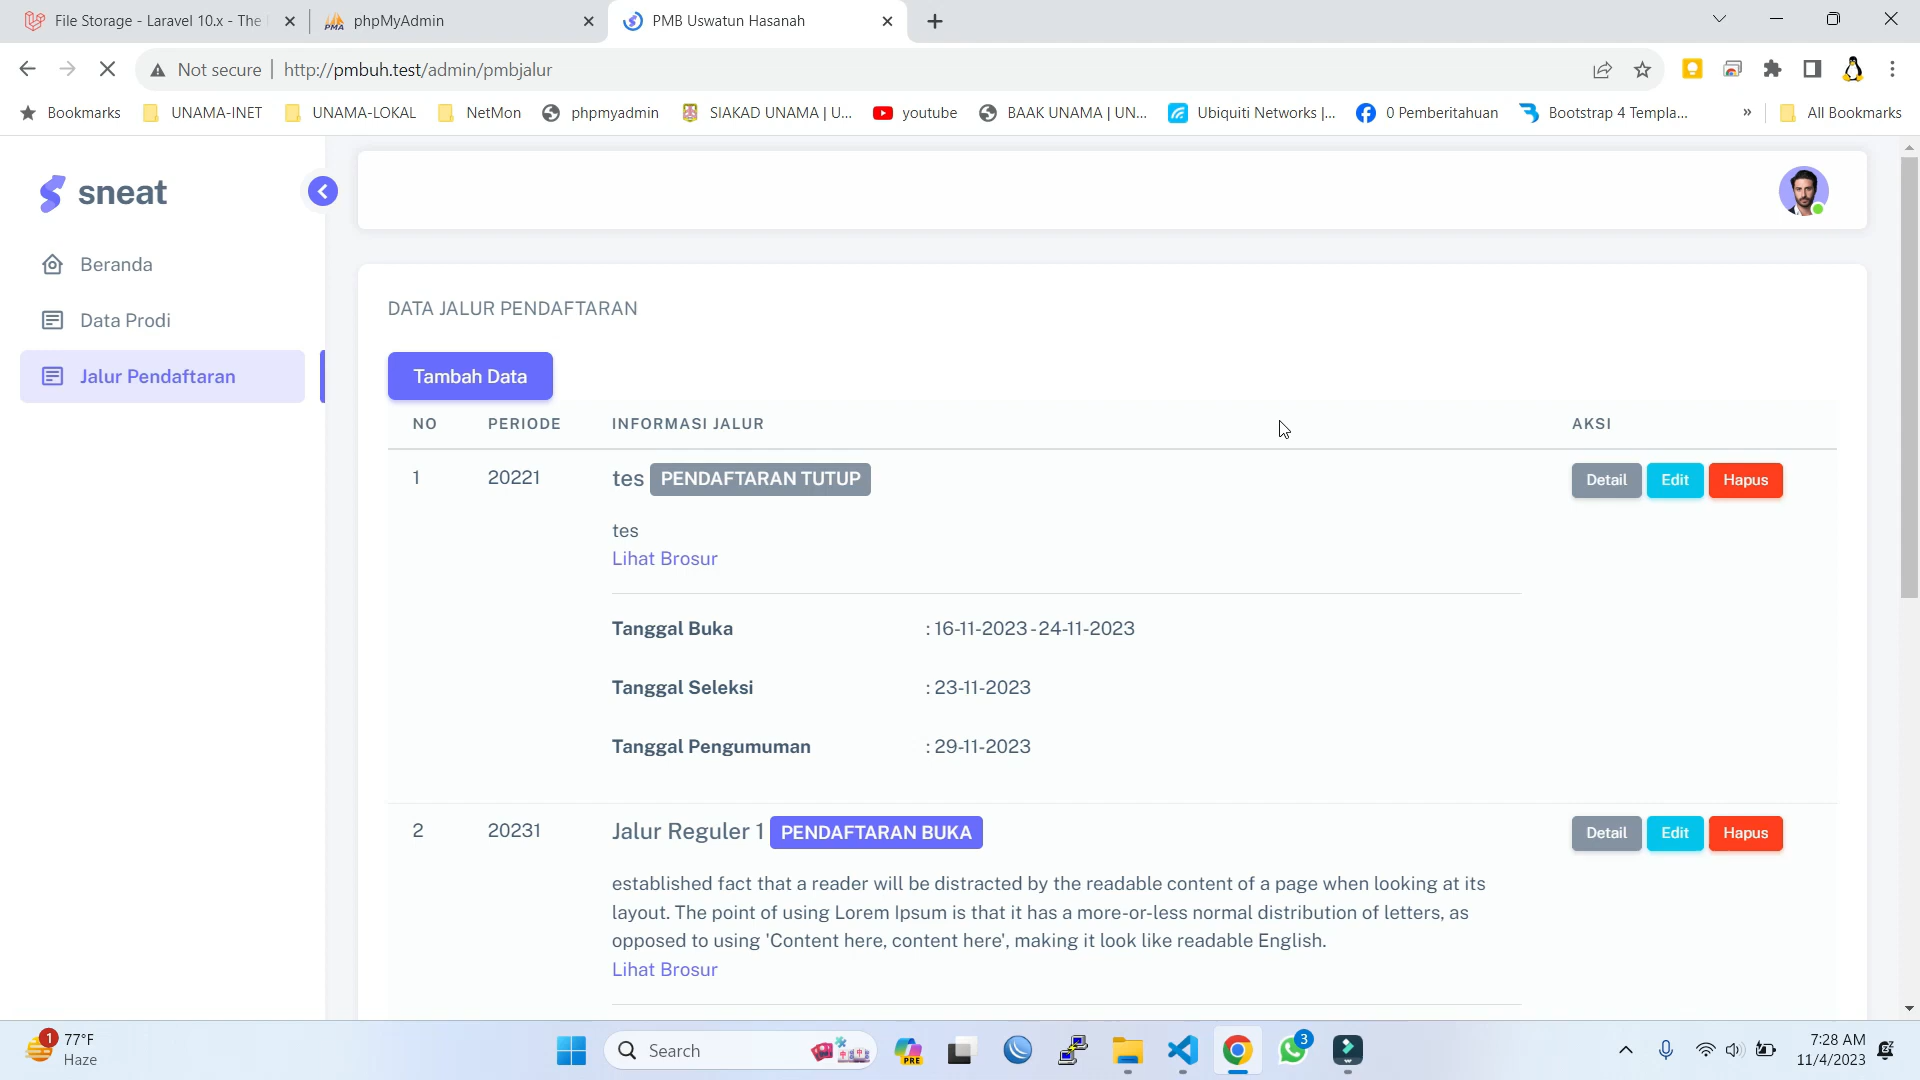 File Storage - Laravel 10.x - The
phpMyAdmin
PMB Uswatun Hasanah
Not secure
http://pmbuh.test/admin/pmbjalur
Bookmarks
UNAMA-INET
UNAMA-LOKAL
NetMon
phpmyadmin
SIAKAD UNAMA | U...
youtube
BAAK UNAMA | UN...
Ubiquiti Networks |...
0 Pemberitahuan
Bootstrap 4 Templa...
»
All Bookmarks
sneat
Beranda
Data Prodi
Jalur Pendaftaran
DATA JALUR PENDAFTARAN
Tambah Data
NO PERIODE INFORMASI JALUR AKSI
1 20221 tes PENDAFTARAN TUTUP Detail Edit Hapus
tes
Lihat Brosur
Tanggal Buka : 16-11-2023 - 24-11-2023
Tanggal Seleksi : 23-11-2023
Tanggal Pengumuman : 29-11-2023
2 20231 Jalur Reguler 1 PENDAFTARAN BUKA Detail Edit Hapus
established fact that a reader will be distracted by the readable content of a page when looking at its
layout. The point of using Lorem Ipsum is that it has a more-or-less normal distribution of letters, as
opposed to using 'Content here, content here', making it look like readable English.
Lihat Brosur
1
77°F
Haze
Search
PRE
3
7:28 AM
11/4/2023